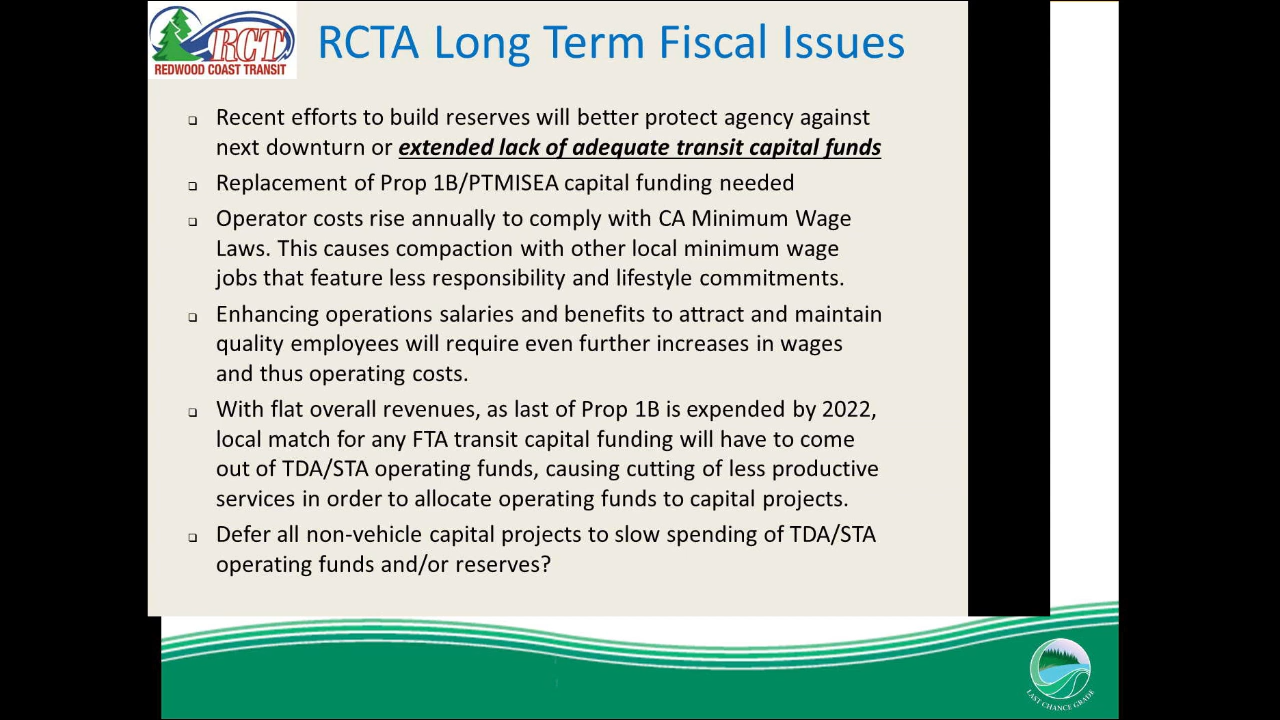 RCT
REDWOOD COAST TRANSIT
RCTA Long Term Fiscal Issues
Recent efforts to build reserves will better protect agency against
next downturn or extended lack of adequate transit capital funds
Replacement of Prop 1B/PTMISEA capital funding needed
Operator costs rise annually to comply with CA Minimum Wage
Laws. This causes compaction with other local minimum wage
jobs that feature less responsibility and lifestyle commitments.
Enhancing operations salaries and benefits to attract and maintain
quality employees will require even further increases in wages
and thus operating costs.
With flat overall revenues, as last of Prop 1B is expended by 2022,
local match for any FTA transit capital funding will have to come
out of TDA/STA operating funds, causing cutting of less productive
services in order to allocate operating funds to capital projects.
Defer all non-vehicle capital projects to slow spending of TDA/STA
operating funds and/or reserves?
LAST CHANCE GRADE